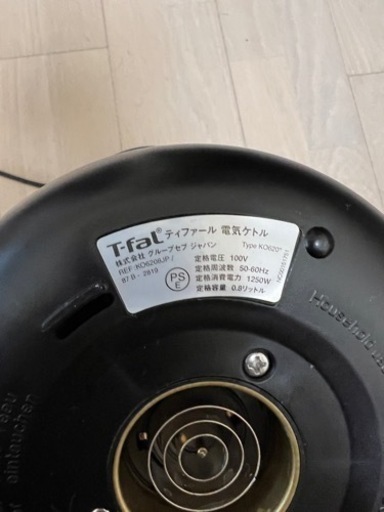 T-fal ティファール 電気ケトル
株式会社 グループセブ ジャパン Type KO620*
REF:KO6208JP /
87 B - 2819
PS
E
定格電圧 100V
定格周波数 50-60Hz
定格消費電力 1250W
定格容量 0.8リットル